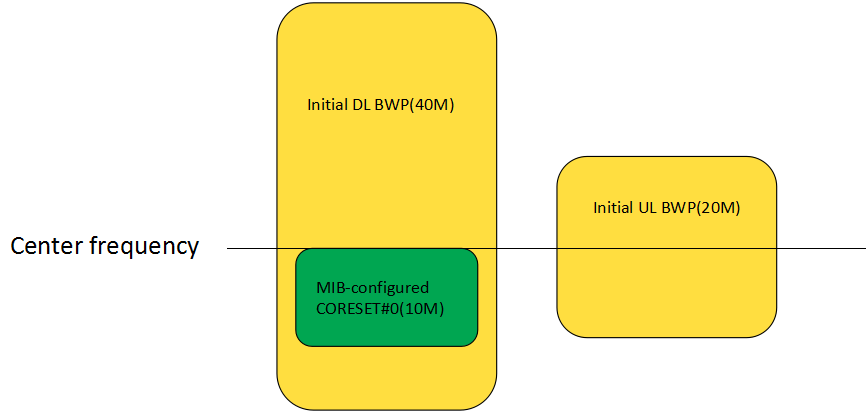 Initial DL BWP(40M)
Initial UL BWP(20M)
Center frequency
MIB-configured
CORESET#0(10M)